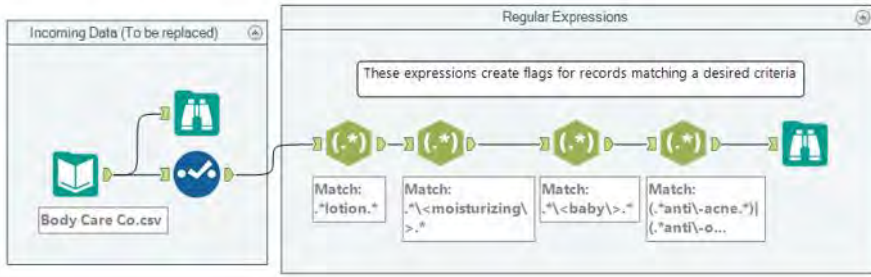 Incoming Data (To be replaced)
Regular Expressions
These expressions create flags for records matching a desired criteria
(.*)
(.*)
(.*)
(.*)
Body Care Co.csv
Match:
.*lotion.*
Match:
.*\<moisturizing\
>.*
Match:
.*\<baby\>.*
Match:
(.*anti\-acne.*)|
(.*anti\-o...